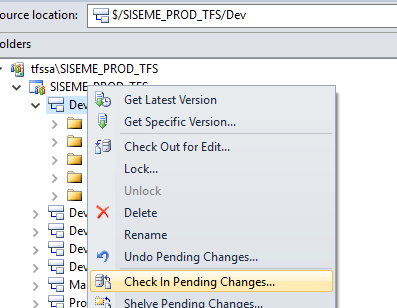 ource location: $/SISEME_PROD_TFS/Dev
olders
tfssa\SISEME_PROD_TFS
SISEME_PROD_TFS
Dev
Get Latest Version
Get Specific Version...
Check Out for Edit...
Lock...
Unlock
Delete
Dev
Rename
Dev
Undo Pending Changes...
Dev
Check In Pending Changes...
Ma
Shelve Pending Changes...
Pro